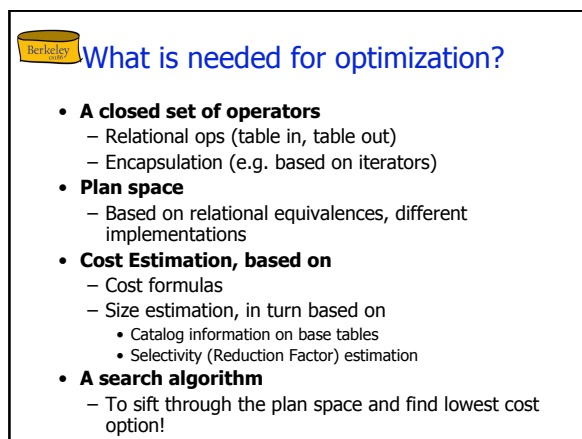 Berkeley
cs186
What is needed for optimization?
• A closed set of operators
– Relational ops (table in, table out)
– Encapsulation (e.g. based on iterators)
• Plan space
– Based on relational equivalences, different
implementations
• Cost Estimation, based on
– Cost formulas
– Size estimation, in turn based on
• Catalog information on base tables
• Selectivity (Reduction Factor) estimation
• A search algorithm
– To sift through the plan space and find lowest cost
option!